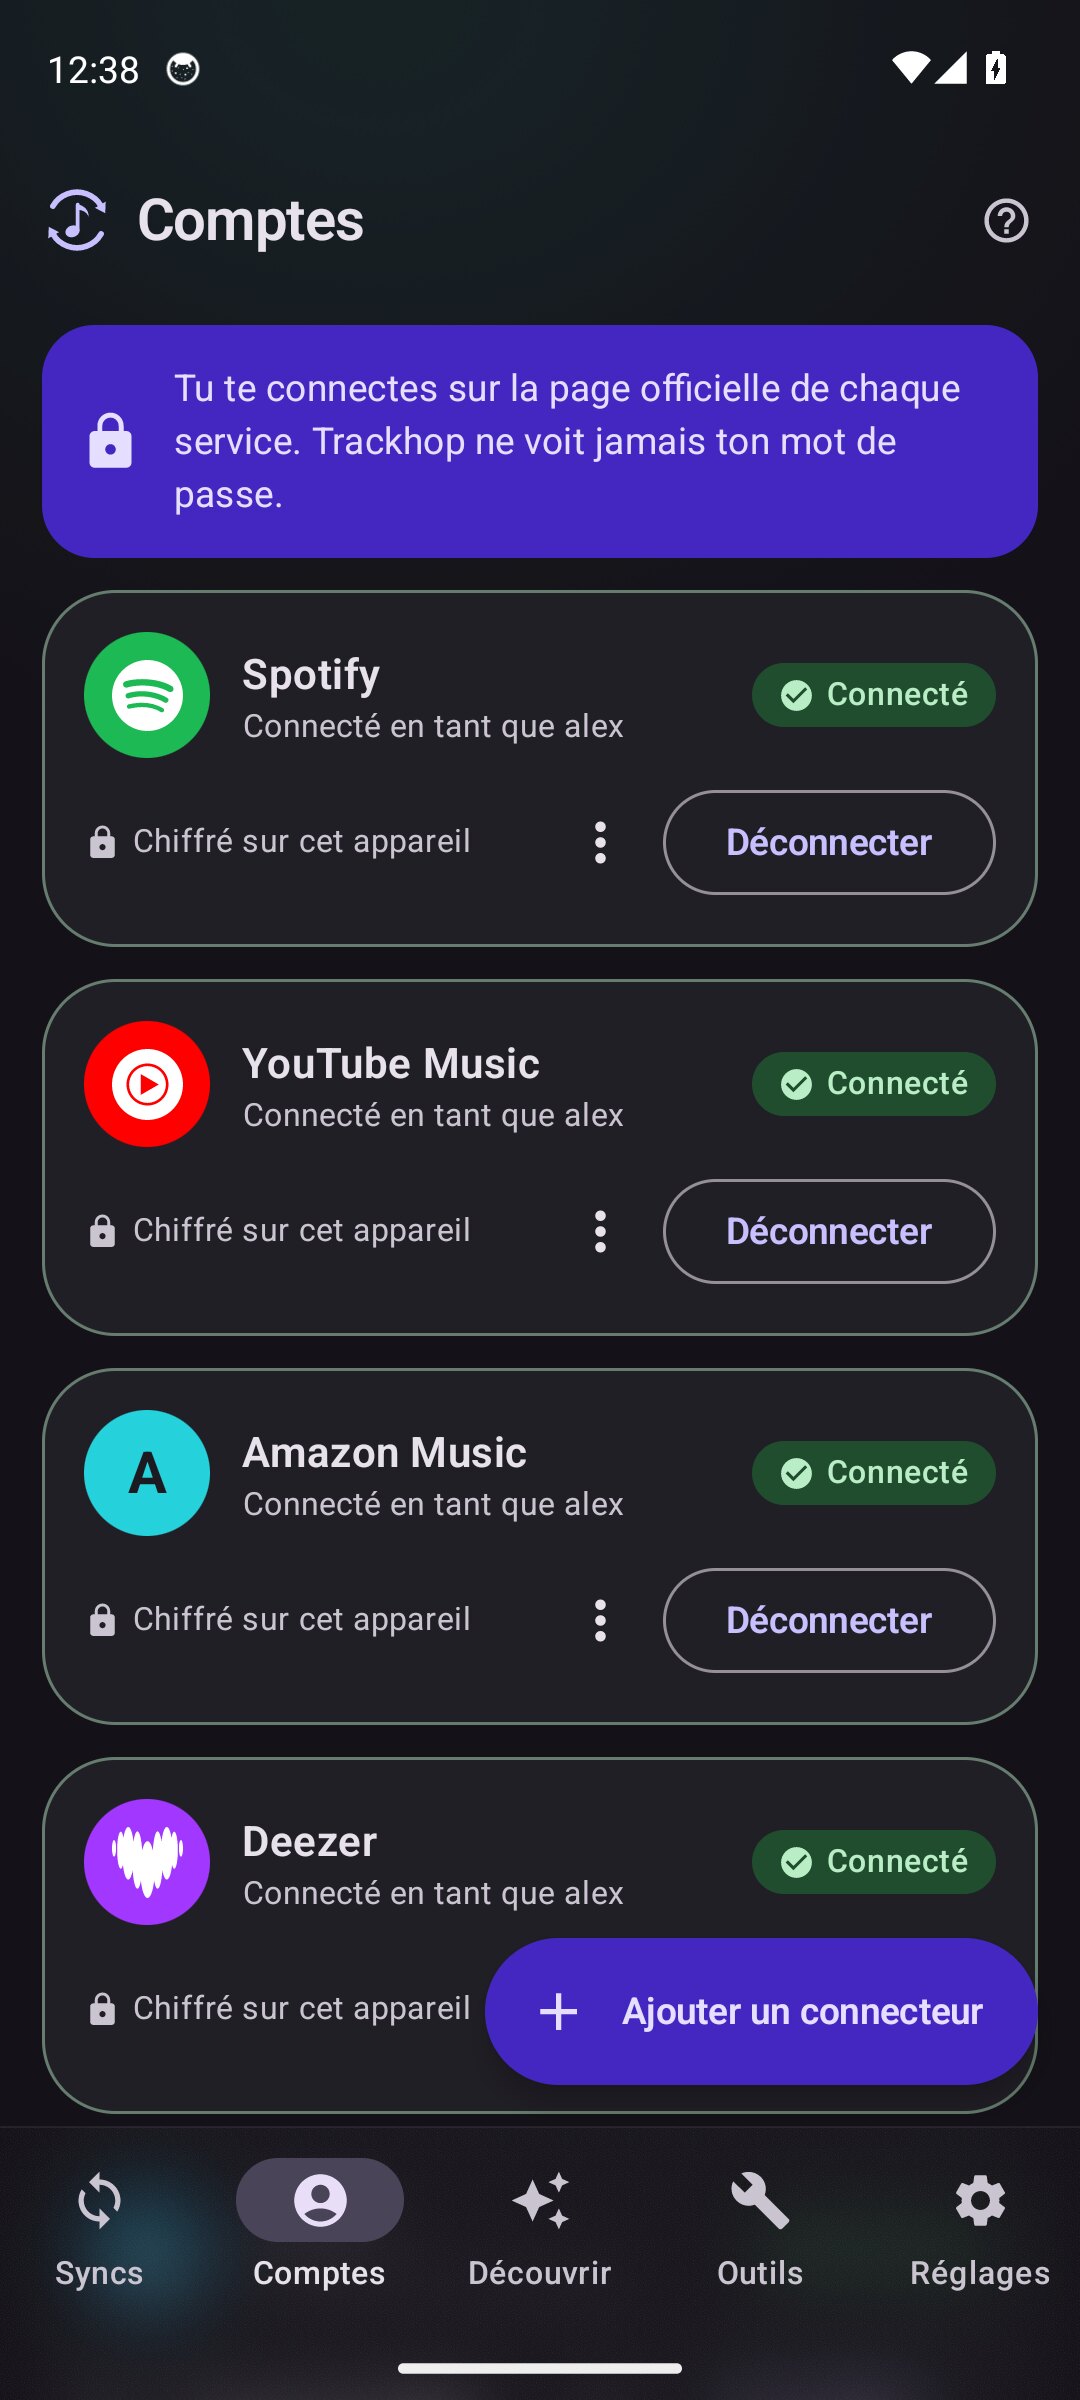 12:38
Comptes
Tu te connectes sur la page officielle de chaque
service. Trackhop ne voit jamais ton mot de
passe.
Spotify
Connecté en tant que alex
Connecté
Chiffré sur cet appareil
Déconnecter
YouTube Music
Connecté en tant que alex
Connecté
Chiffré sur cet appareil
Déconnecter
A
Amazon Music
Connecté en tant que alex
Connecté
Chiffré sur cet appareil
Déconnecter
Deezer
Connecté en tant que alex
Connecté
Chiffré sur cet appareil
Ajouter un connecteur
Syncs
Comptes
Découvrir
Outils
Réglages